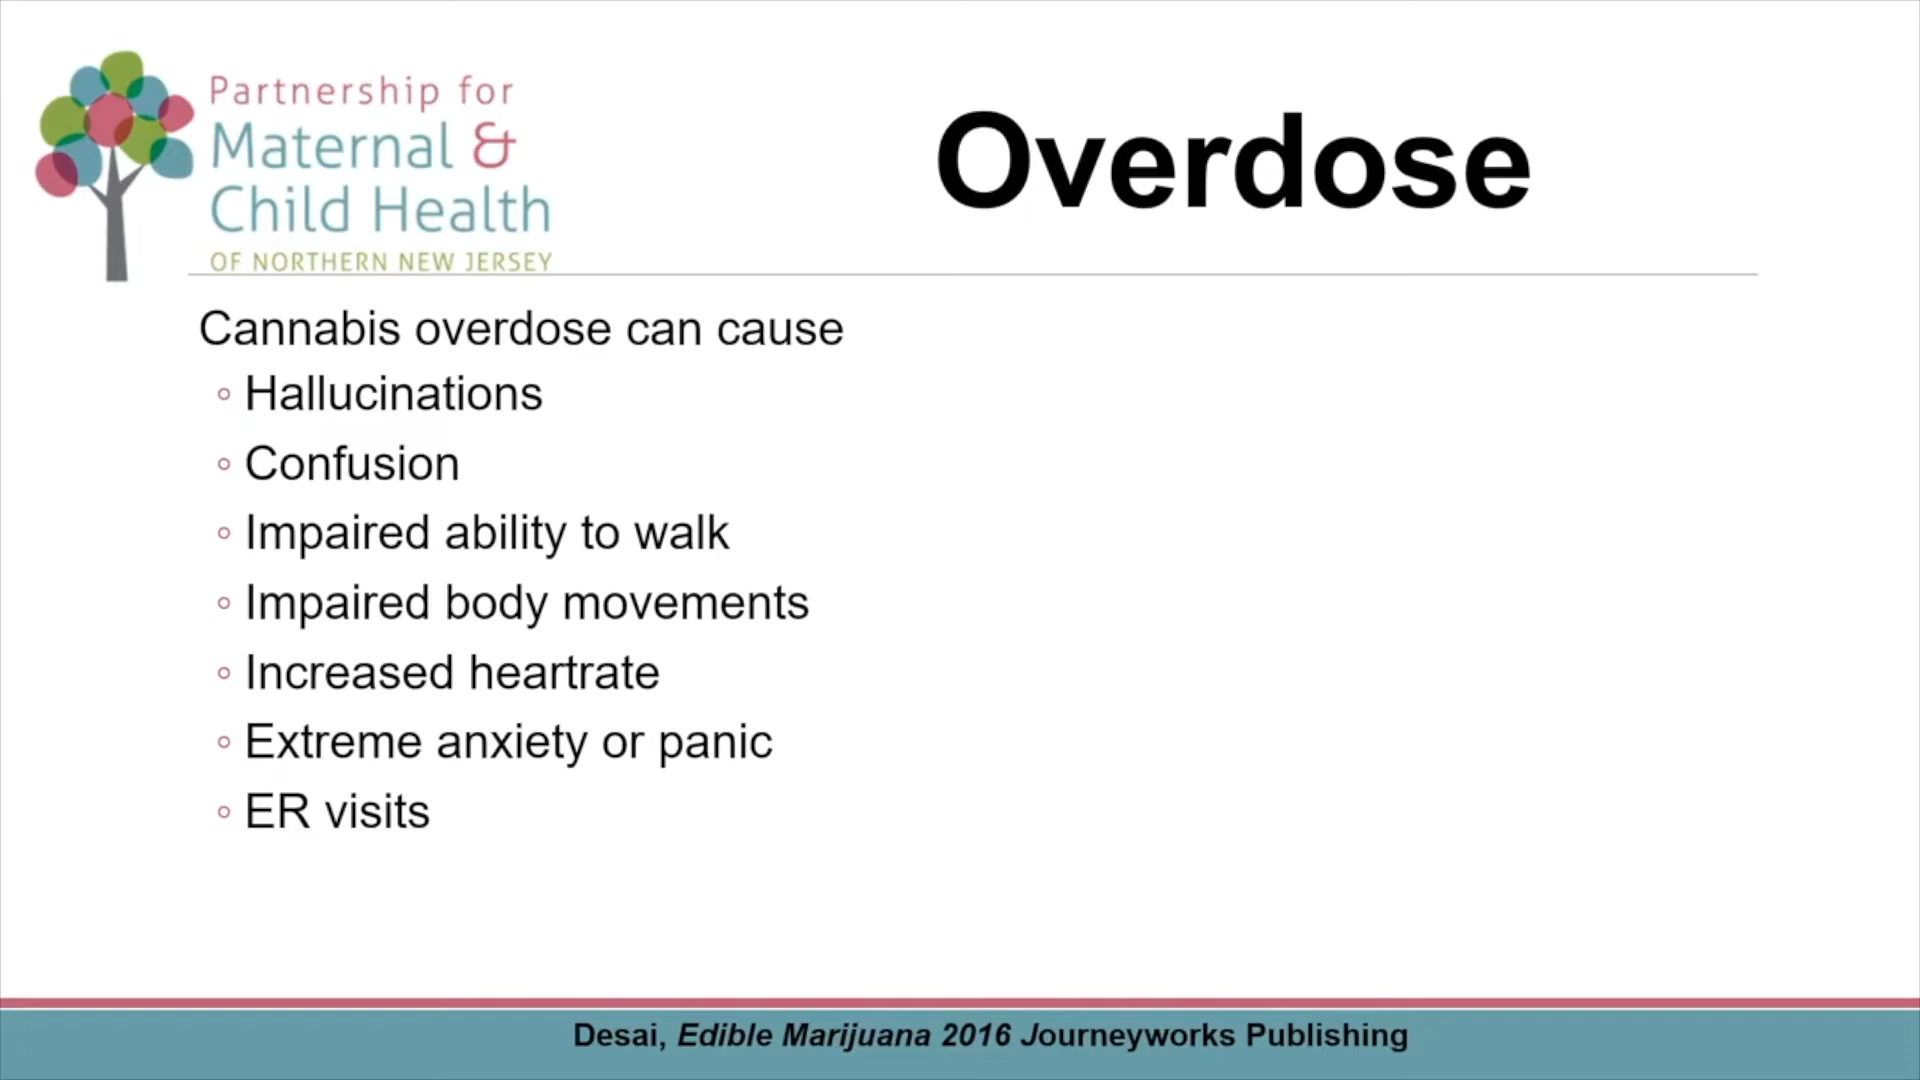 Partnership for
Maternal &
Child Health
OF NORTHERN NEW JERSEY
Overdose
Cannabis overdose can cause
◦ Hallucinations
◦ Confusion
◦ Impaired ability to walk
◦ Impaired body movements
◦ Increased heartrate
◦ Extreme anxiety or panic
◦ ER visits
Desai, Edible Marijuana 2016 Journeyworks Publishing